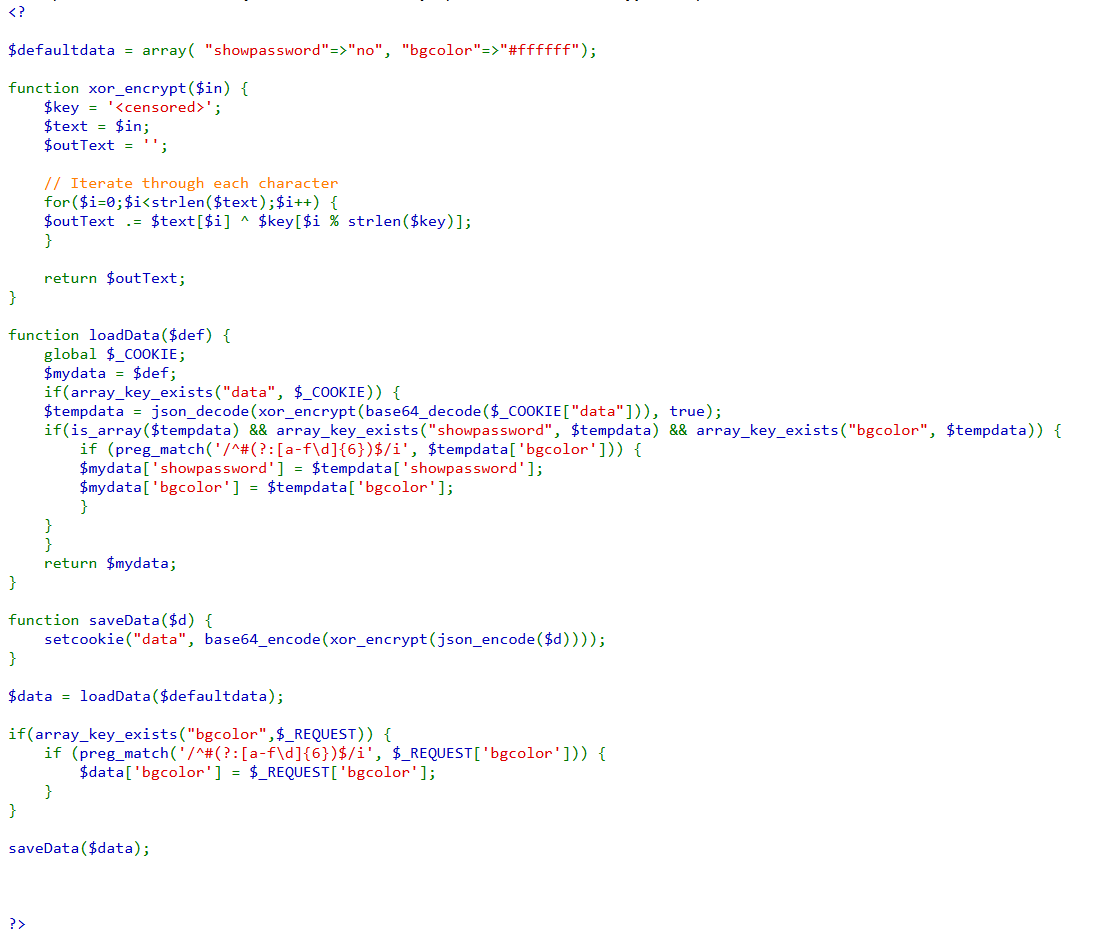 <?
$defaultdata = array( "showpassword"=>"no", "bgcolor"=>"#ffffff");
function xor_encrypt($in) {
    $key = '<censored>';
    $text = $in;
    $outText = '';
    // Iterate through each character
    for($i=0;$i<strlen($text);$i++) {
    $outText .= $text[$i] ^ $key[$i % strlen($key)];
    }
    return $outText;
}
function loadData($def) {
    global $_COOKIE;
    $mydata = $def;
    if(array_key_exists("data", $_COOKIE)) {
    $tempdata = json_decode(xor_encrypt(base64_decode($_COOKIE["data"])), true);
    if(is_array($tempdata) && array_key_exists("showpassword", $tempdata) && array_key_exists("bgcolor", $tempdata)) {
        if (preg_match('/^#(?:[a-f\d]{6})$/i', $tempdata['bgcolor'])) {
        $mydata['showpassword'] = $tempdata['showpassword'];
        $mydata['bgcolor'] = $tempdata['bgcolor'];
        }
    }
    }
    return $mydata;
}
function saveData($d) {
    setcookie("data", base64_encode(xor_encrypt(json_encode($d))));
}
$data = loadData($defaultdata);
if(array_key_exists("bgcolor",$_REQUEST)) {
    if (preg_match('/^#(?:[a-f\d]{6})$/i', $_REQUEST['bgcolor'])) {
        $data['bgcolor'] = $_REQUEST['bgcolor'];
    }
}
saveData($data);
?>